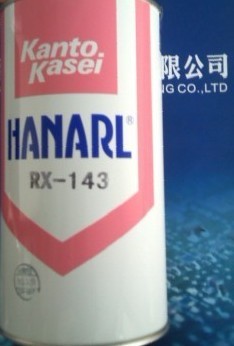 Kanto
Kasei
限公司
HANARL®
NG CO.,LTD
RX-143